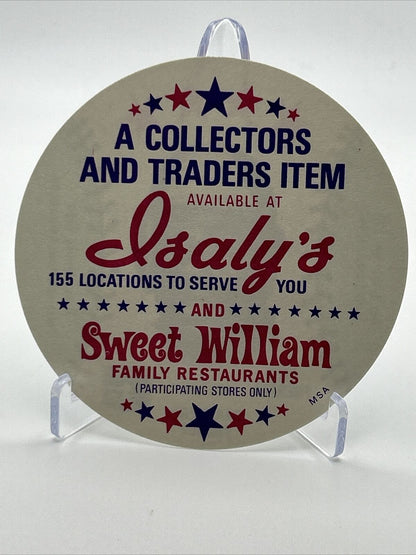 A COLLECTORS
AND TRADERS ITEM
AVAILABLE AT
Isaly's
155 LOCATIONS TO SERVE YOU
AND
Sweet William
FAMILY RESTAURANTS
(PARTICIPATING STORES ONLY)
MSA